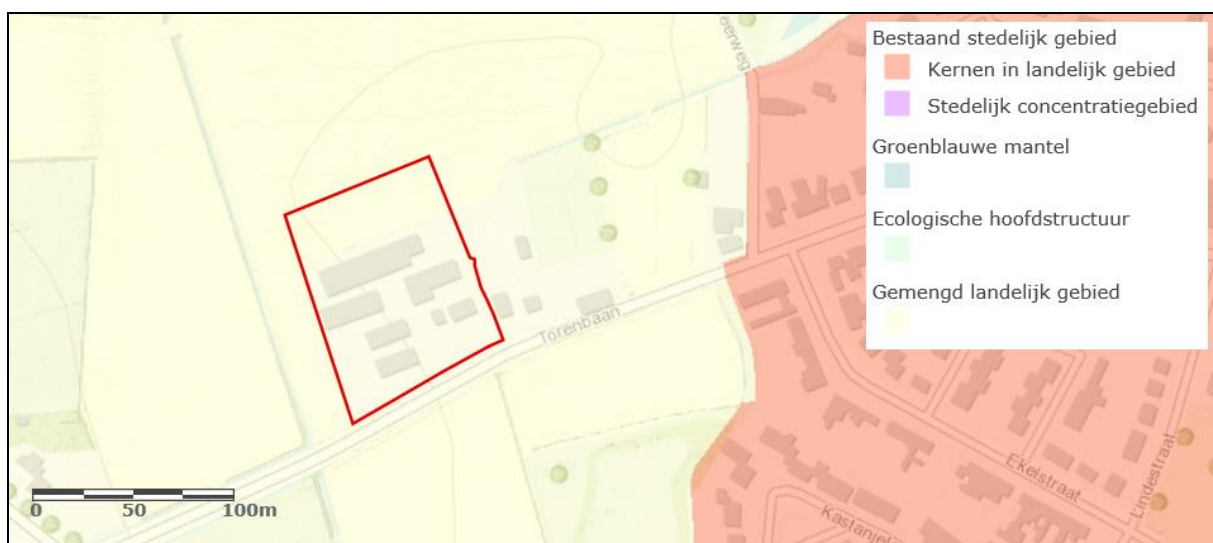 Bestaand stedelijk gebied
Kernen in landelijk gebied
Stedelijk concentratiegebied
Groenblauwe mantel
Ecologische hoofdstructuur
Gemengd landelijk gebied
Torenbaan
Ekelstraat
Lindestraat
0 50 100m